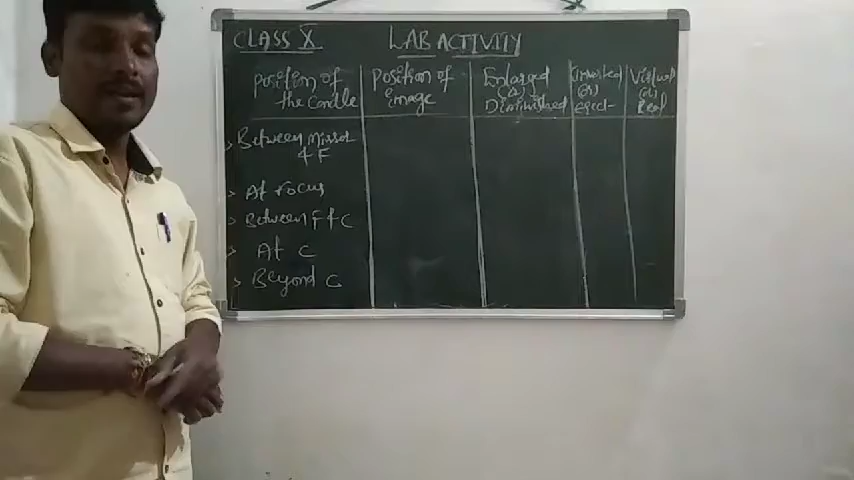 CLASS X LAB ACTIVITY
Position of the Candle
Position of image
Enlarged (or) Diminished
Inverted (or) erect
Virtual (or) Real
Between Mirror & F
At Focus
Between F & C
At C
Beyond C